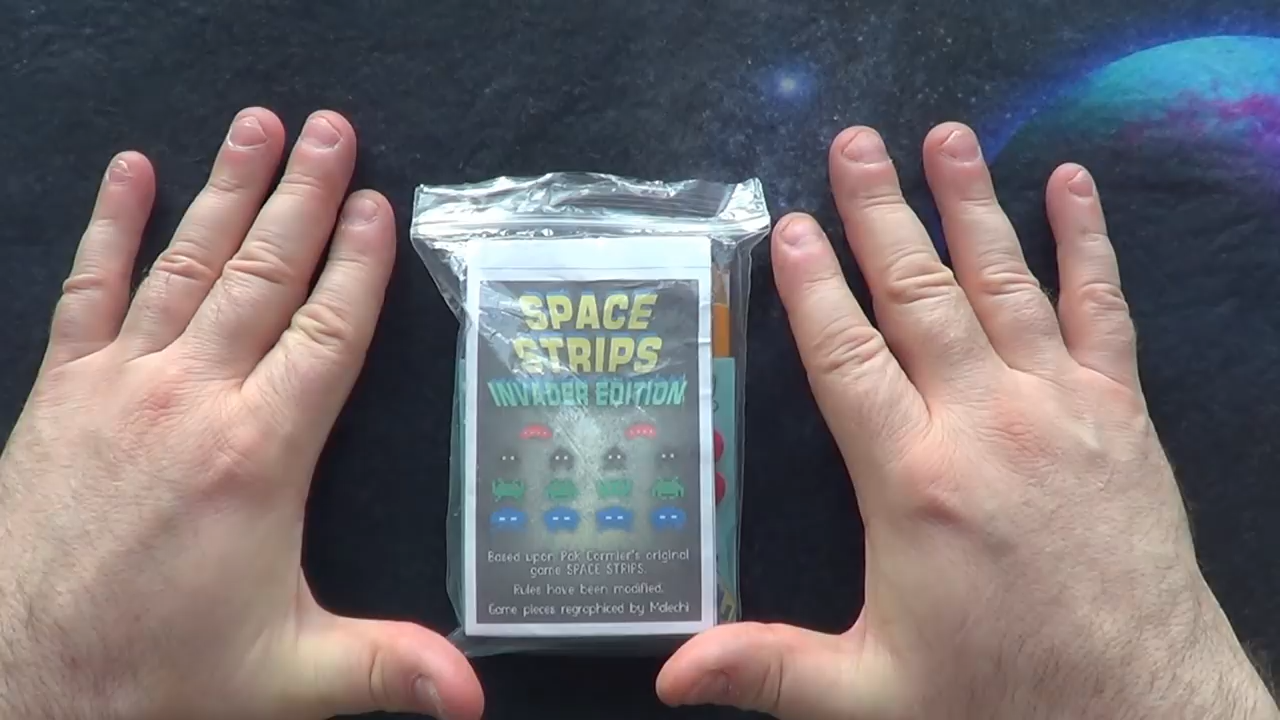 SPACE
STRIPS
INVADER EDITION
Based upon Pak Cormier's original
game SPACE STRIPS.
Rules have been modified.
Game pieces regraphiced by Malechi